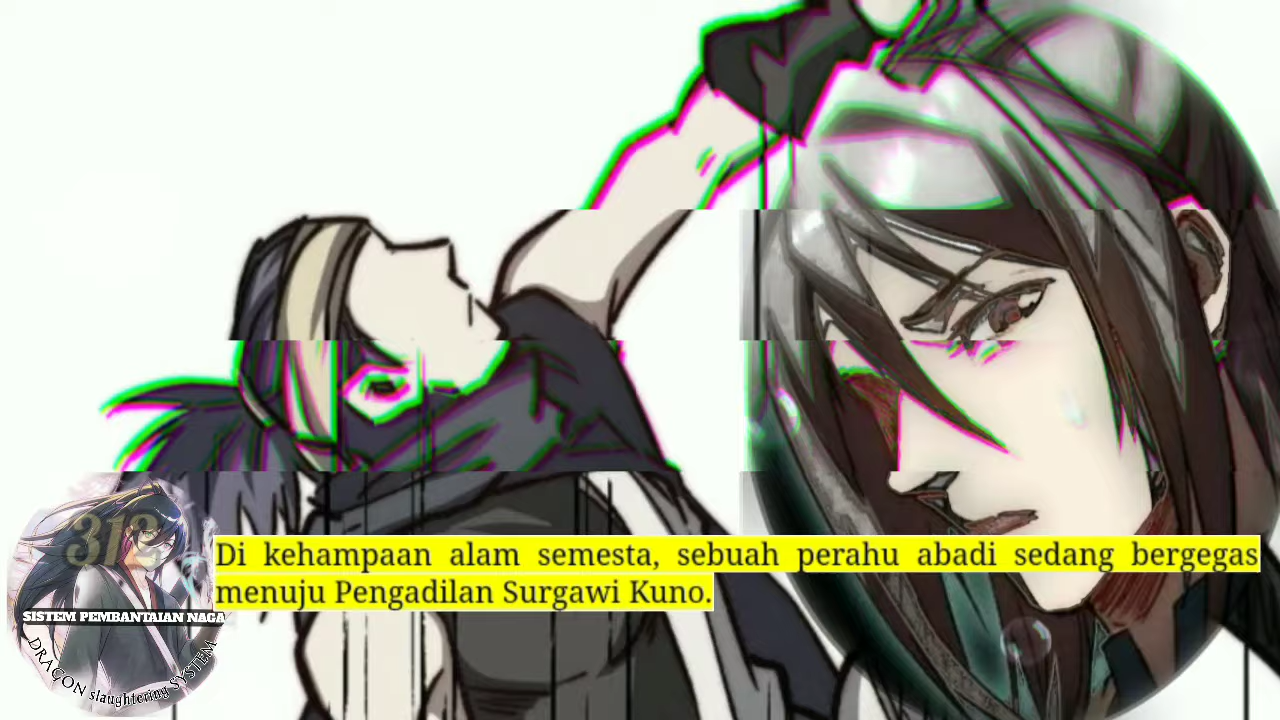 Di kehampaan alam semesta, sebuah perahu abadi sedang bergegas
menuju Pengadilan Surgawi Kuno.
312
SISTEM PEMBANTAIAN NAGA
DRAGON slaughtering SYSTEM